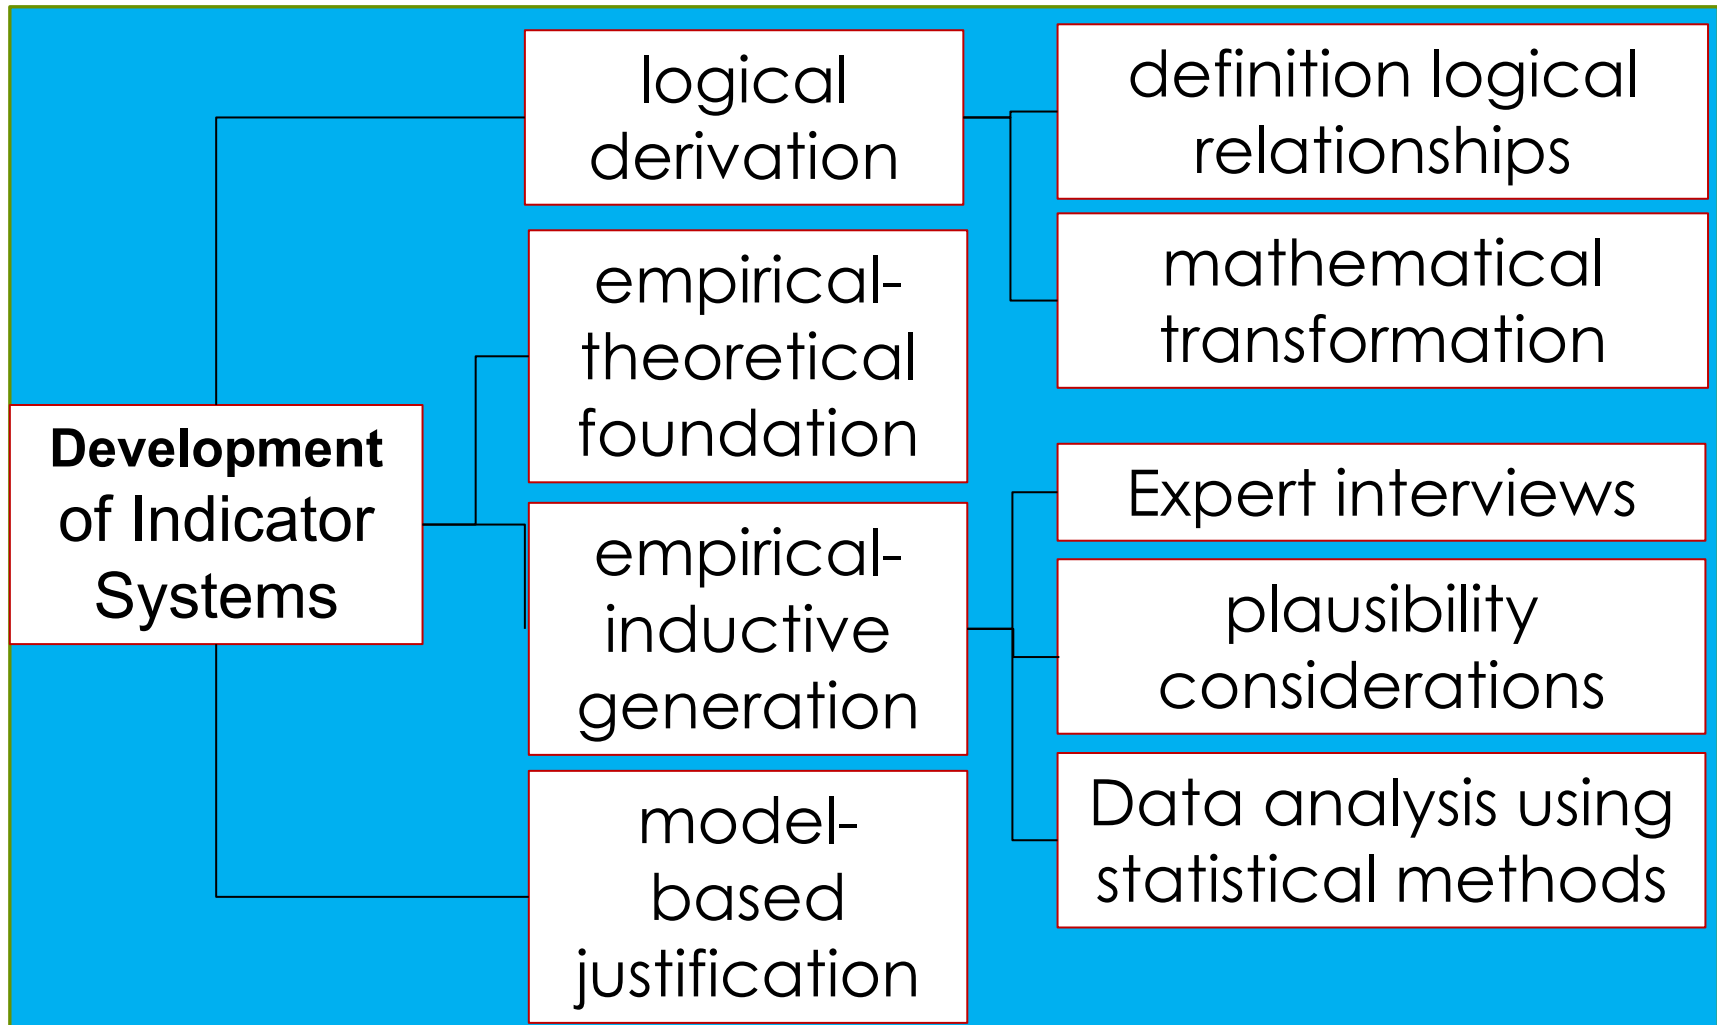 Development
of Indicator
Systems
logical
derivation
definition logical
relationships
mathematical
transformation
empirical-
theoretical
foundation
empirical-
inductive
generation
Expert interviews
plausibility
considerations
Data analysis using
statistical methods
model-
based
justification